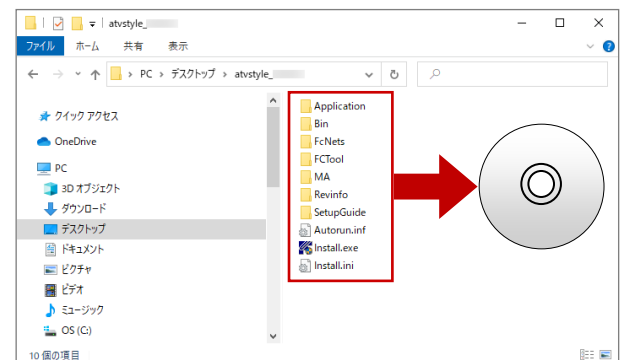 atvstyle_
ファイル ホーム 共有 表示
PC デスクトップ atvstyle_
クイック アクセス
OneDrive
PC
3D オブジェクト
ダウンロード
デスクトップ
ドキュメント
ピクチャ
ビデオ
ミュージック
OS (C:)
Application
Bin
FcNets
FCTool
MA
Revinfo
SetupGuide
Autorun.inf
Install.exe
Install.ini
10 個の項目